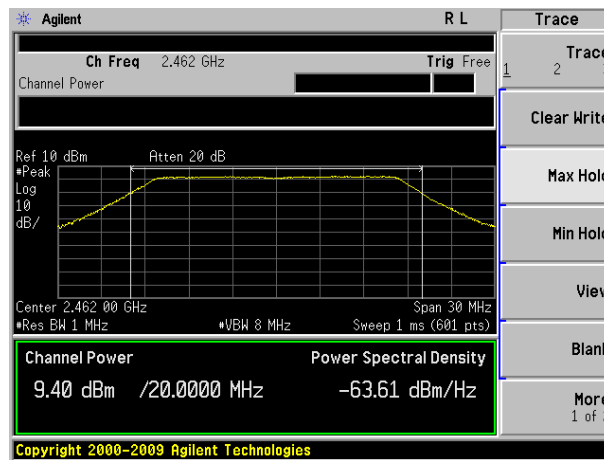 Agilent R L Trace
Ch Freq 2.462 GHz Trig Free
Channel Power
Trace
1 2
Clear Write
Max Hold
Min Hold
View
Blank
More
1 of
Ref 10 dBm Atten 20 dB
#Peak
Log
10
dB/
Center 2.462 00 GHz Span 30 MHz
#Res BW 1 MHz #VBW 8 MHz Sweep 1 ms (601 pts)
Channel Power Power Spectral Density
9.40 dBm /20.0000 MHz -63.61 dBm/Hz
Copyright 2000-2009 Agilent Technologies